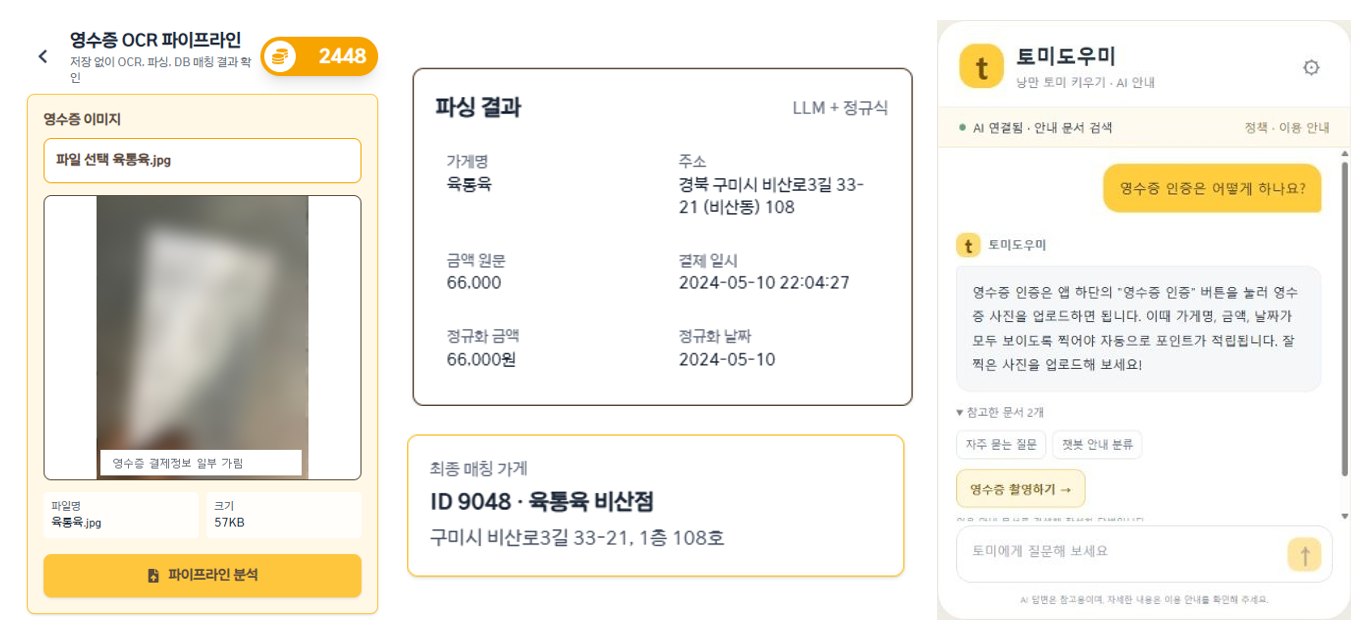 영수증 OCR 파이프라인
저장 없이 OCR, 파싱, DB 매칭 결과 확
인
2448
영수증 이미지
파일 선택 육통육.jpg
영수증 결제정보 일부 가림
파일명
육통육.jpg
크기
57KB
파이프라인 분석
파싱 결과
LLM + 정규식
가게명
육통육
주소
경북 구미시 비산로3길 33-
21 (비산동) 108
금액 원문
66.000
결제 일시
2024-05-10 22:04:27
정규화 금액
66.000원
정규화 날짜
2024-05-10
최종 매칭 가게
ID 9048 · 육통육 비산점
구미시 비산로3길 33-21, 1층 108호
t
토미도우미
낭만 토미 키우기 · AI 안내
AI 연결됨 · 안내 문서 검색
정책 · 이용 안내
영수증 인증은 어떻게 하나요?
t
토미도우미
영수증 인증은 앱 하단의 "영수증 인증" 버튼을 눌러 영수
증 사진을 업로드하면 됩니다. 이때 가게명, 금액, 날짜가
모두 보이도록 찍어야 자동으로 포인트가 적립됩니다. 잘
찍은 사진을 업로드해 보세요!
▼ 참고한 문서 2개
자주 묻는 질문
챗봇 안내 분류
영수증 촬영하기 →
토미에게 질문해 보세요
AI 답변은 참고용이며, 자세한 내용은 이용 안내를 확인해 주세요.